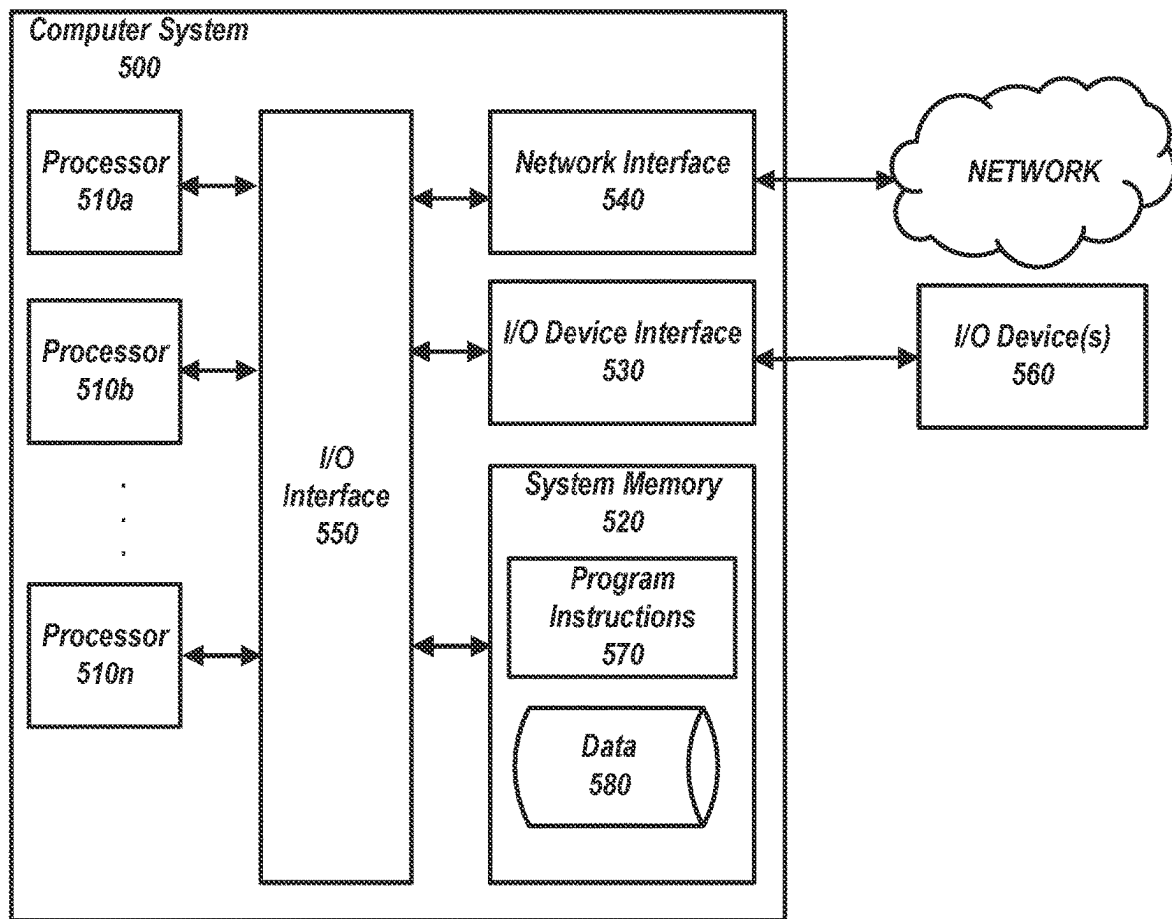 Computer System
500
Processor
510a
Processor
510b
.
.
.
Processor
510n
I/O
Interface
550
Network Interface
540
I/O Device Interface
530
System Memory
520
Program
Instructions
570
Data
580
NETWORK
I/O Device(s)
560